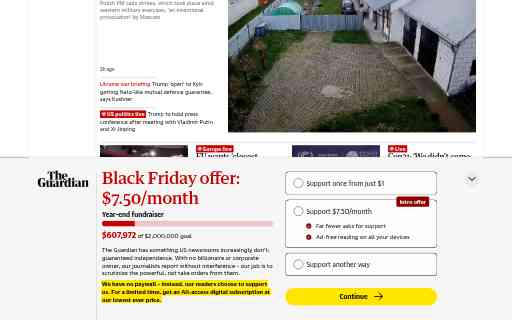 Polish PM calls strikes, which took place amid
western military exercises, 'an intentional
provocation' by Moscow
2h ago
Ukraine war briefing Trump 'open' to Kyiv
getting Nato-like mutual defence guarantee,
says Kushner
US politics live Trump to hold press
conference after meeting with Vladimir Putin
and Xi Jinping
Europe live
EU wants 'closest
Live
'We didn't come
The
Guardian
Black Friday offer:
$7.50/month
Year-end fundraiser
$607,972 of $2,000,000 goal
The Guardian has something US newsrooms increasingly don't:
guaranteed independence. With no billionaire or corporate
owner, our journalists report without interference – our job is to
scrutinise the powerful, not take orders from them.
We have no paywall – instead, our readers choose to support
us. For a limited time, get an All-access digital subscription at
our lowest ever price.
Support once from just $1
Intro offer
Support $7.50/month
Far fewer asks for support
Ad-free reading on all your devices
Support another way
Continue